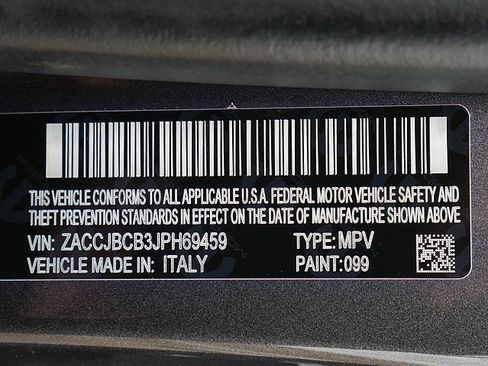 THIS VEHICLE CONFORMS TO ALL APPLICABLE U.S.A. FEDERAL MOTOR VEHICLE SAFETY AND
THEFT PREVENTION STANDARDS IN EFFECT ON THE DATE OF MANUFACTURE SHOWN ABOVE
VIN: ZACCJBCB3JPH69459 TYPE: MPV
VEHICLE MADE IN: ITALY PAINT: 099